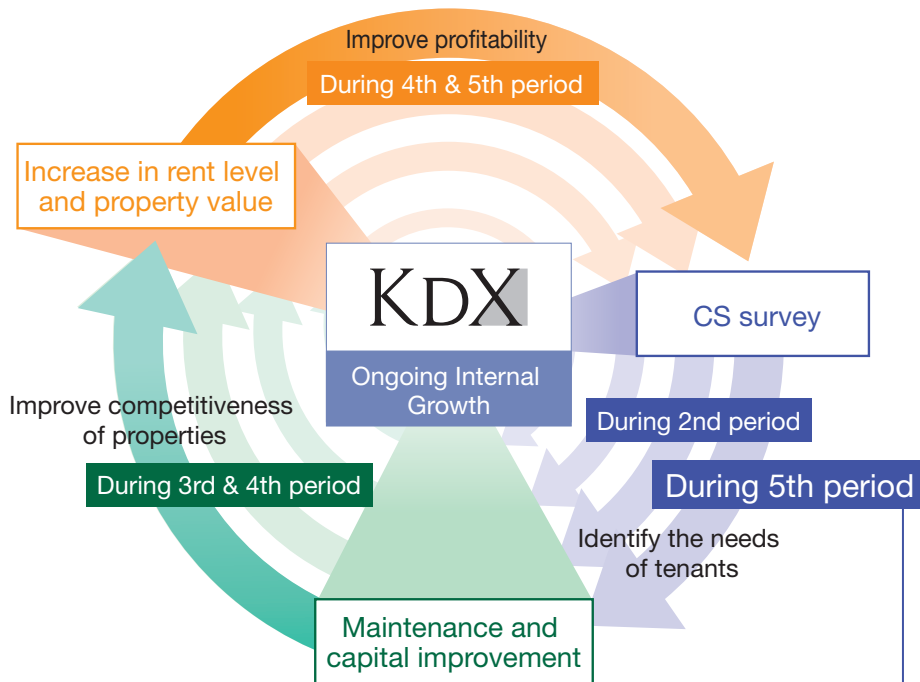 Improve profitability
During 4th & 5th period
Increase in rent level
and property value
KDX
Ongoing Internal
Growth
CS survey
During 2nd period
During 5th period
Identify the needs
of tenants
Improve competitiveness
of properties
During 3rd & 4th period
Maintenance and
capital improvement